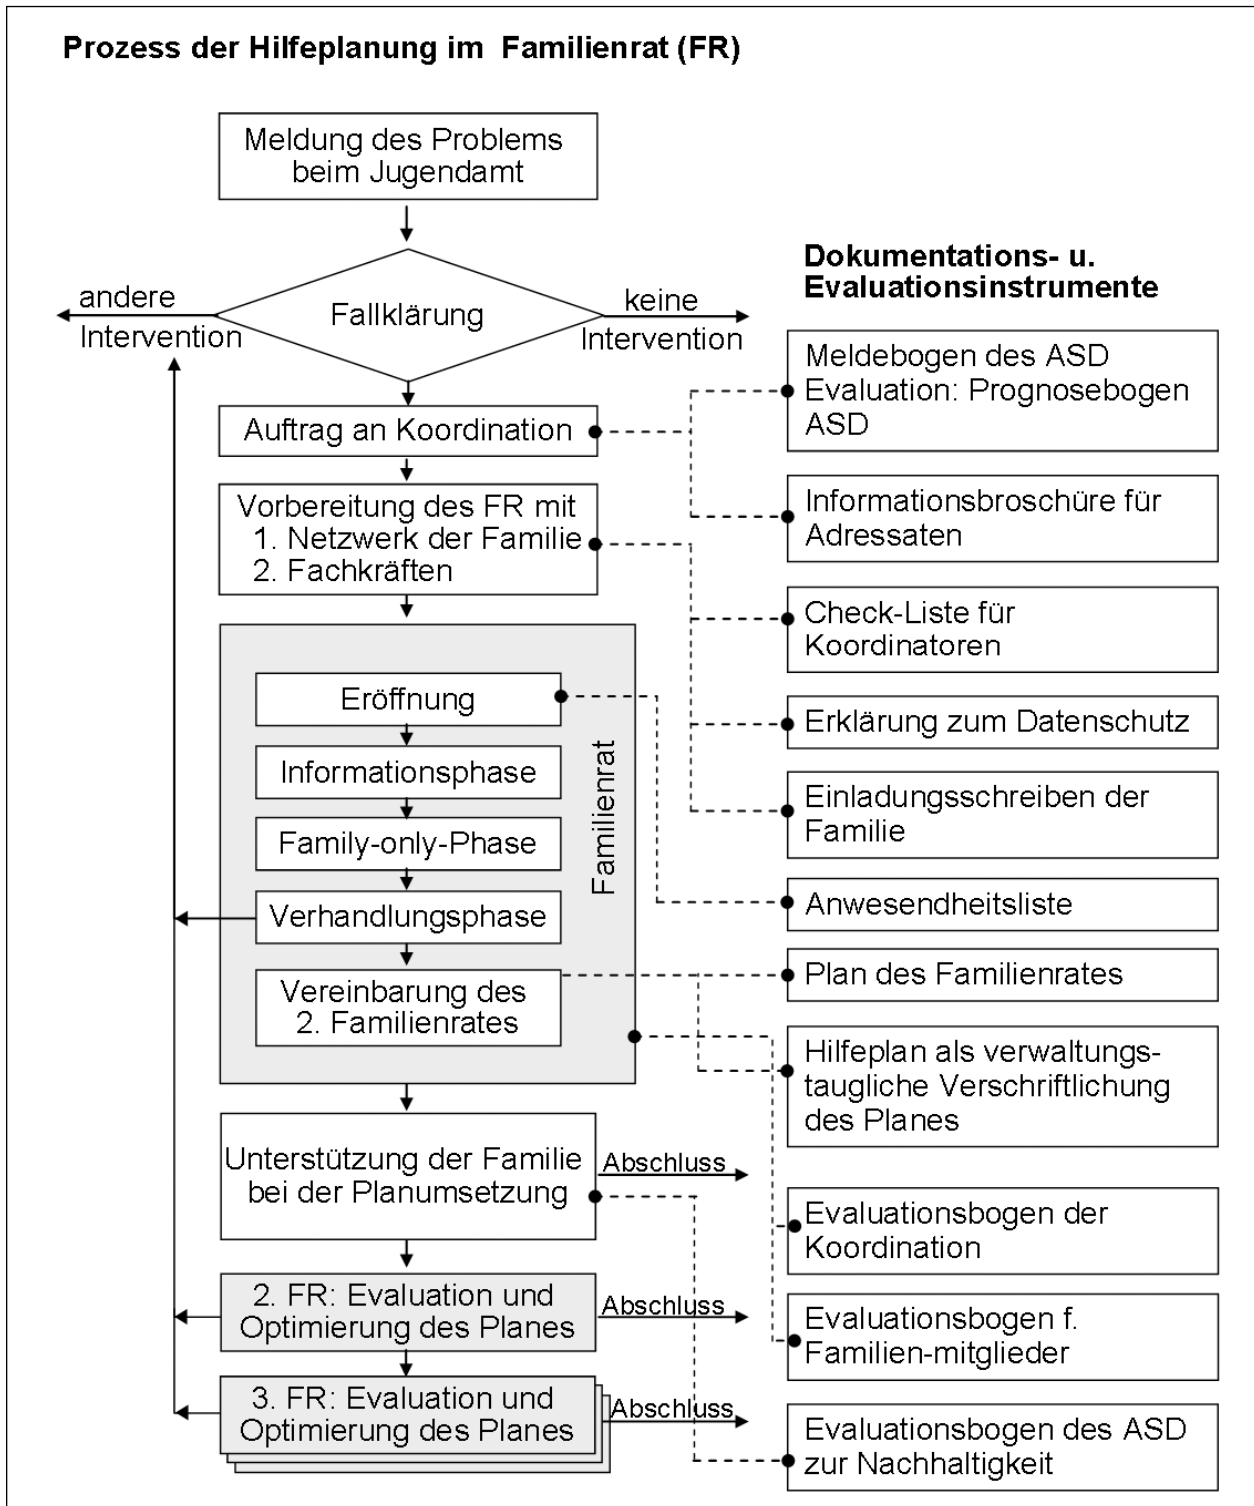 Prozess der Hilfeplanung im Familienrat (FR)
Meldung des Problems
beim Jugendamt
andere
Intervention
Fallklärung
keine
Intervention
Auftrag an Koordination
Vorbereitung des FR mit
1. Netzwerk der Familie
2. Fachkräften
Eröffnung
Informationsphase
Family-only-Phase
Verhandlungsphase
Vereinbarung des
2. Familienrates
Familienrat
Unterstützung der Familie
bei der Planumsetzung
Abschluss
2. FR: Evaluation und
Optimierung des Planes
Abschluss
3. FR: Evaluation und
Optimierung des Planes
Abschluss
Dokumentations- u.
Evaluationsinstrumente
Meldebogen des ASD
Evaluation: Prognosebogen
ASD
Informationsbroschüre für
Adressaten
Check-Liste für
Koordinatoren
Erklärung zum Datenschutz
Einladungsschreiben der
Familie
Anwesendheitsliste
Plan des Familienrates
Hilfeplan als verwaltungs-
taugliche Verschriftlichung
des Planes
Evaluationsbogen der
Koordination
Evaluationsbogen f.
Familien-mitglieder
Evaluationsbogen des ASD
zur Nachhaltigkeit